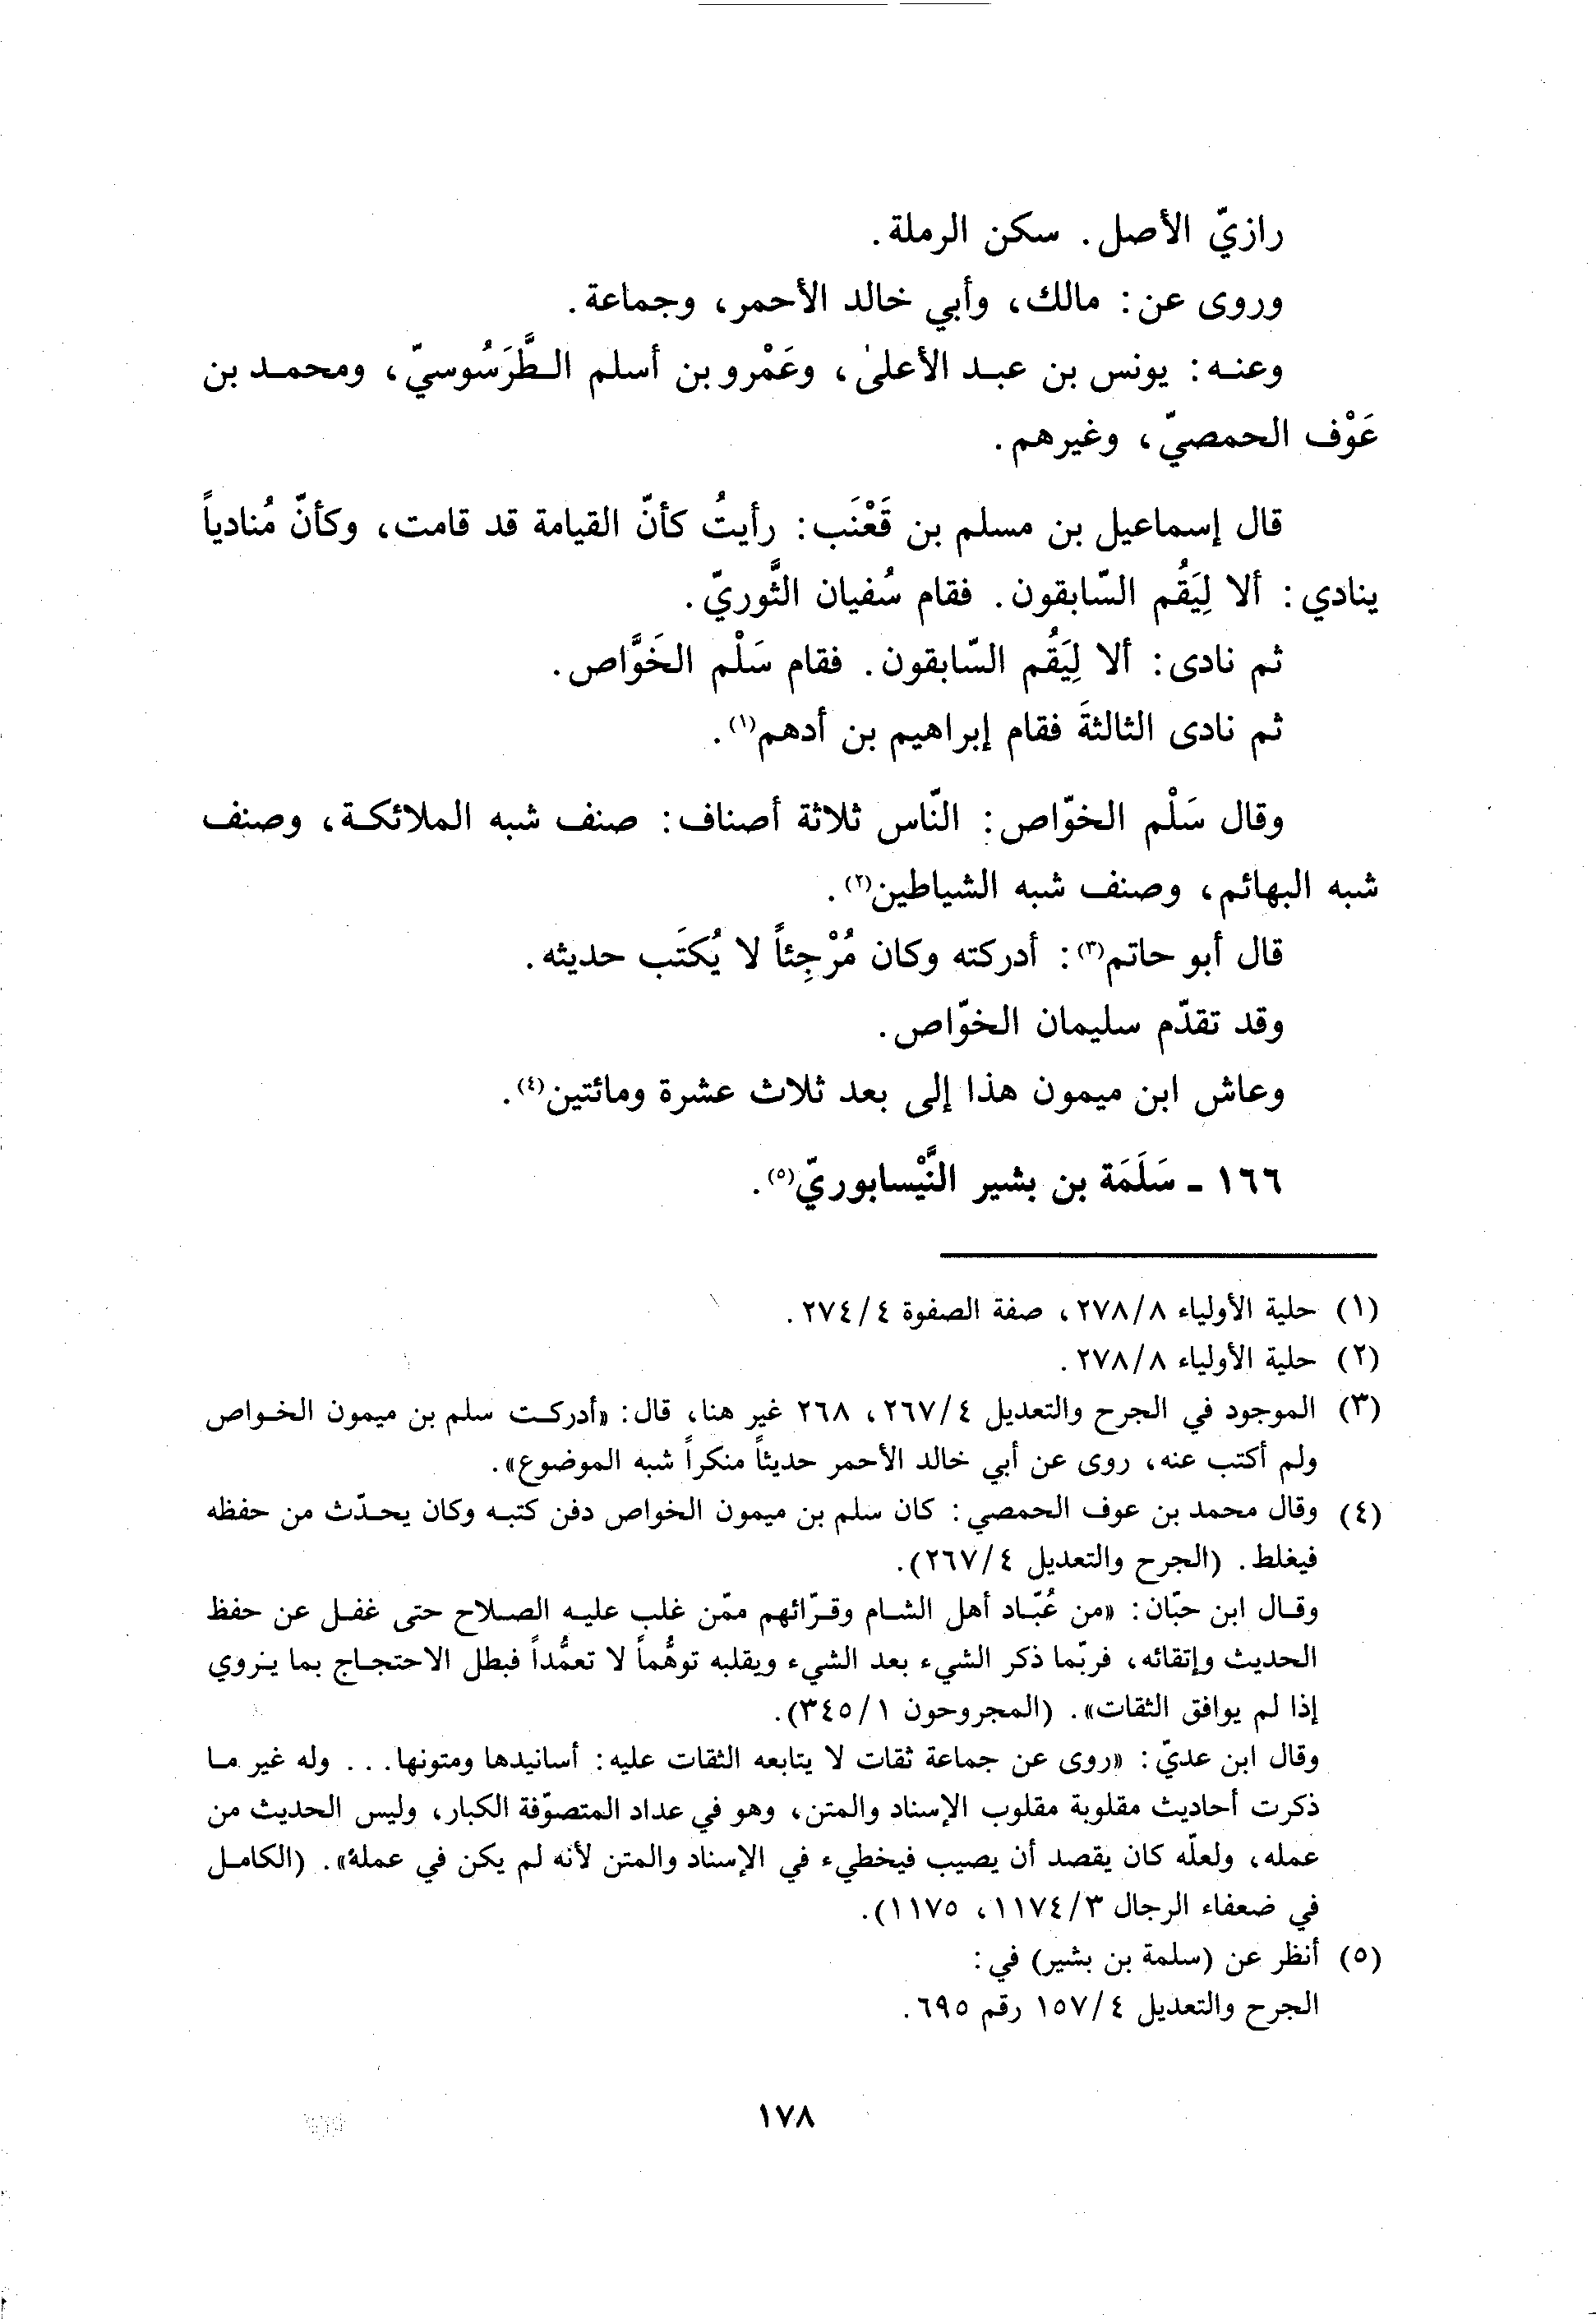 رازيّ الأصل. سكن الرملة.
وروى عن: مالك، وأبي خالد الأحمر، وجماعة.
وعنه: يونس بن عبد الأعلىٰ، وعَمْرو بن أسلم الطَّرَسُوسيّ، ومحمد بن
عَوْف الحمصيّ، وغيرهم.
قال إسماعيل بن مسلم بن قَعْنَب: رأيتُ كأنّ القيامة قد قامت، وكأنّ مُنادياً
ينادي: ألا لِيَقُم السّابقون. فقام سُفيان الثَّوريّ.
ثم نادى: ألا لِيَقُم السّابقون. فقام سَلْم الخَوَّاص.
ثم نادى الثالثةَ فقام إبراهيم بن أدهم(١).
وقال سَلْم الخوّاص: النّاس ثلاثة أصناف: صنف شبه الملائكة، وصنف
شبه البهائم، وصنف شبه الشياطين(٢).
قال أبو حاتم(٣): أدركته وكان مُرْجِئاً لا يُكتَب حديثه.
وقد تقدّم سليمان الخوّاص.
وعاش ابن ميمون هذا إلى بعد ثلاث عشرة ومائتين(٤).
١٦٦ - سَلَمَة بن بشير النَّيْسابوريّ(٥).
(١) حلية الأولياء ٢٧٨/٨، صفة الصفوة ٢٧٤/٤.
(٢) حلية الأولياء ٢٧٨/٨.
(٣) الموجود في الجرح والتعديل ٢٦٧/٤، ٢٦٨ غير هنا، قال: «أدركت سلم بن ميمون الخواص
ولم أكتب عنه، روى عن أبي خالد الأحمر حديثاً منكراً شبه الموضوع».
(٤) وقال محمد بن عوف الحمصي: كان سلم بن ميمون الخواص دفن كتبه وكان يحدّث من حفظه
فيغلط. (الجرح والتعديل ٢٦٧/٤).
وقال ابن حبّان: «من عُبّاد أهل الشام وقرّائهم ممّن غلب عليه الصلاح حتى غفل عن حفظ
الحديث وإتقائه، فربّما ذكر الشيء بعد الشيء ويقلبه توهُّماً لا تعمُّداً فبطل الاحتجاج بما يروي
إذا لم يوافق الثقات». (المجروحون ٣٤٥/١).
وقال ابن عديّ: «روى عن جماعة ثقات لا يتابعه الثقات عليه: أسانيدها ومتونها... وله غير ما
ذكرت أحاديث مقلوبة مقلوب الإسناد والمتن، وهو في عداد المتصوّفة الكبار، وليس الحديث من
عمله، ولعلّه كان يقصد أن يصيب فيخطيء في الإسناد والمتن لأنه لم يكن في عمله». (الكامل
في ضعفاء الرجال ١١٧٤/٣، ١١٧٥).
(٥) أنظر عن (سلمة بن بشير) في:
الجرح والتعديل ١٥٧/٤ رقم ٦٩٥.
١٧٨